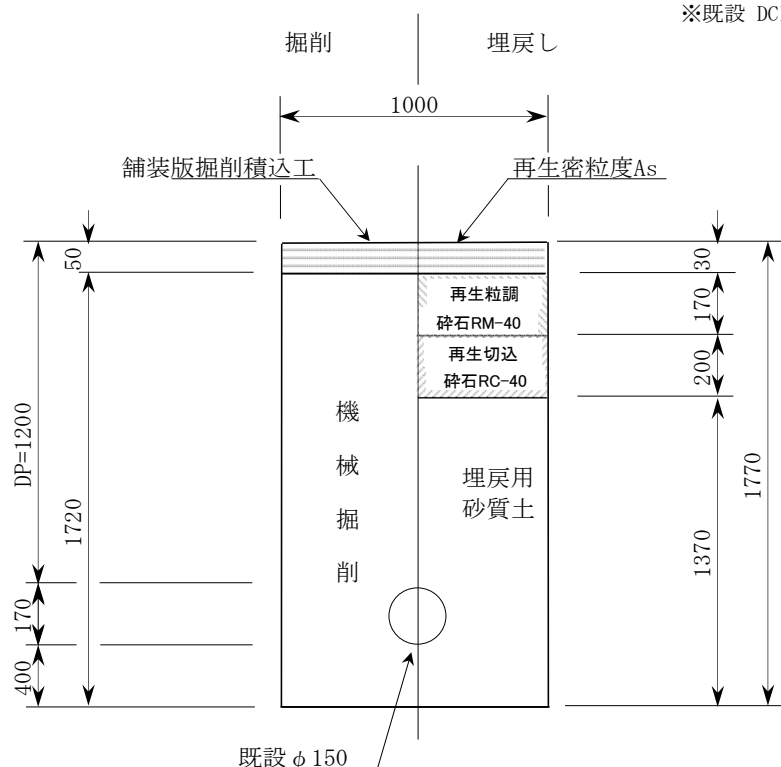 ※既設 DC
掘削
埋戻し
1000
舗装版掘削積込工
再生密粒度As
50
30
再生粒調
砕石RM-40
170
再生切込
砕石RC-40
200
機
械
掘
削
埋戻用
砂質土
DP=1200
1720
1370
1770
170
400
既設φ150